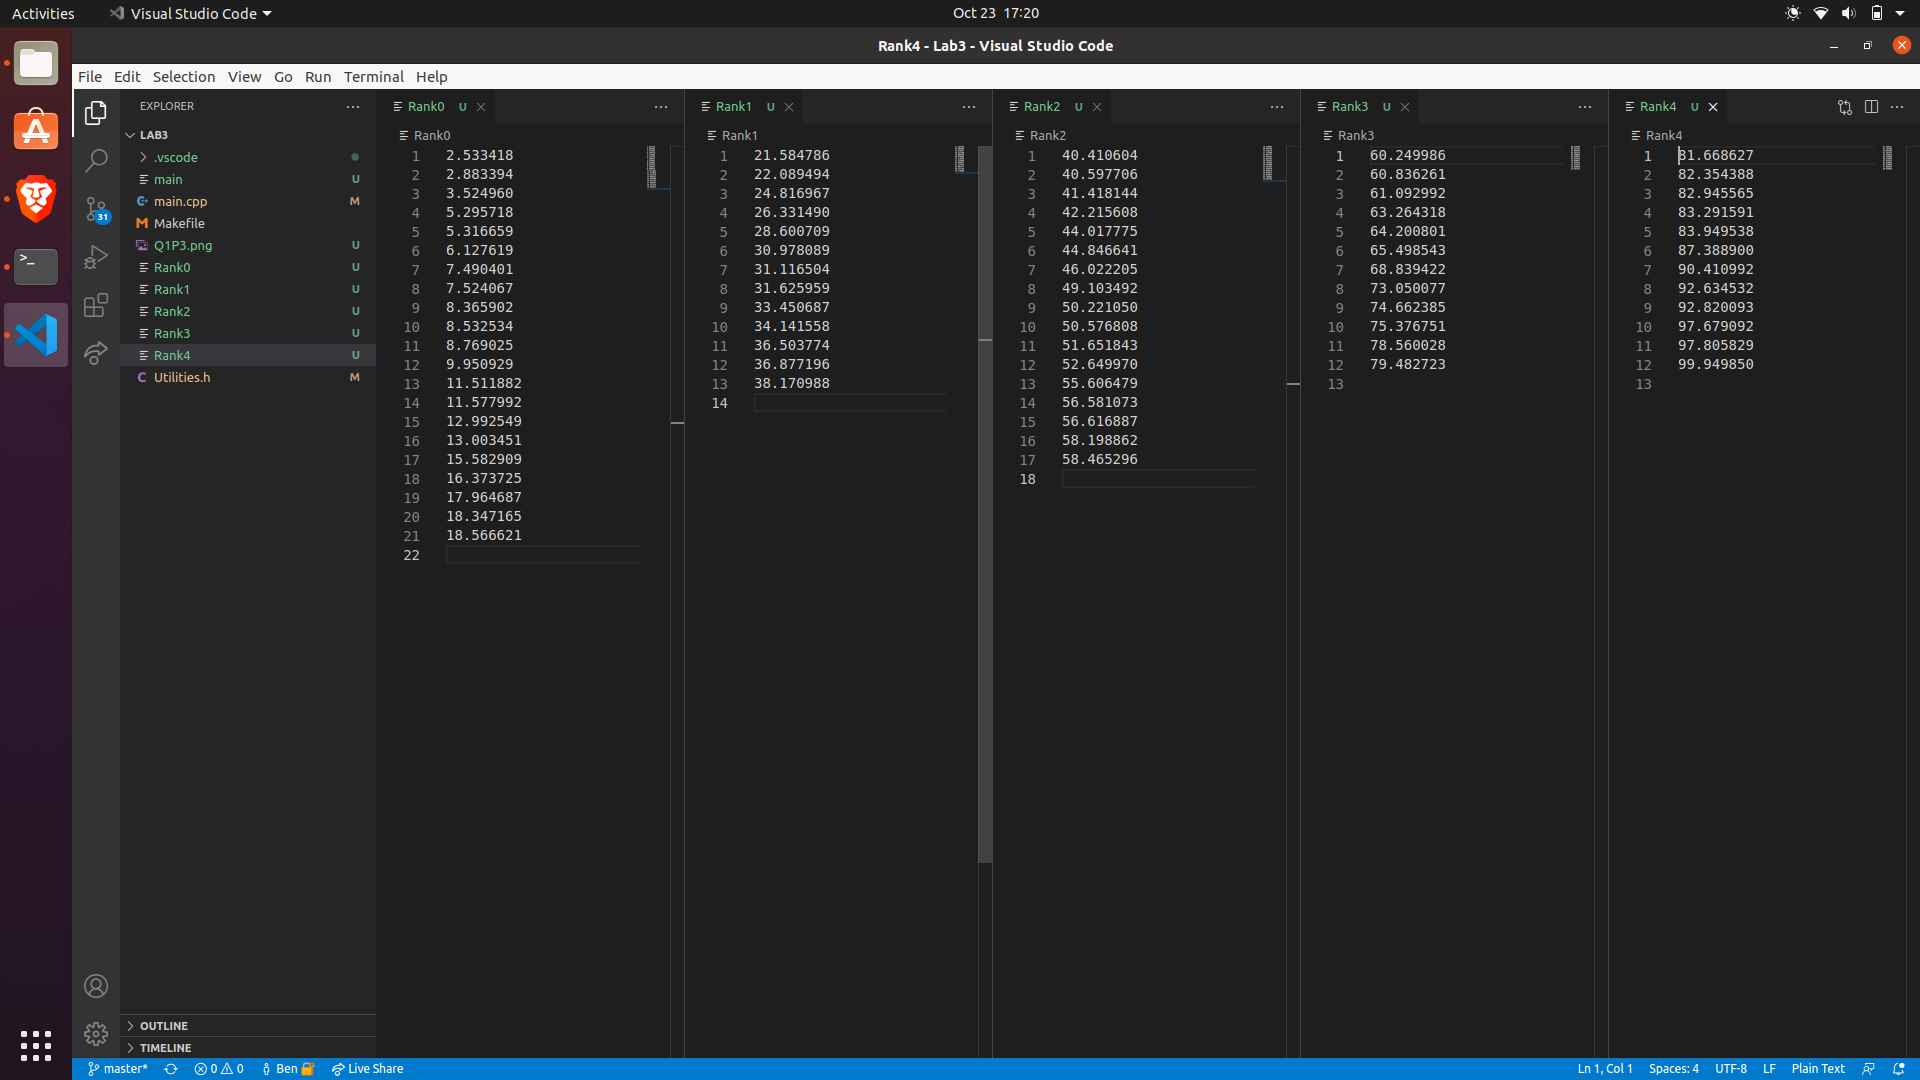 Activities
Visual Studio Code
Oct 23 17:20
Rank4 - Lab3 - Visual Studio Code
File Edit Selection View Go Run Terminal Help
EXPLORER
LAB3
.vscode
main U
main.cpp M
Makefile
Q1P3.png U
Rank0 U
Rank1 U
Rank2 U
Rank3 U
Rank4 U
Utilities.h M
OUTLINE
TIMELINE
31
Rank0 U
Rank0
1 2.533418
2 2.883394
3 3.524960
4 5.295718
5 5.316659
6 6.127619
7 7.490401
8 7.524067
9 8.365902
10 8.532534
11 8.769025
12 9.950929
13 11.511882
14 11.577992
15 12.992549
16 13.003451
17 15.582909
18 16.373725
19 17.964687
20 18.347165
21 18.566621
22
Rank1 U
Rank1
1 21.584786
2 22.089494
3 24.816967
4 26.331490
5 28.600709
6 30.978089
7 31.116504
8 31.625959
9 33.450687
10 34.141558
11 36.503774
12 36.877196
13 38.170988
14
Rank2 U
Rank2
1 40.410604
2 40.597706
3 41.418144
4 42.215608
5 44.017775
6 44.846641
7 46.022205
8 49.103492
9 50.221050
10 50.576808
11 51.651843
12 52.649970
13 55.606479
14 56.581073
15 56.616887
16 58.198862
17 58.465296
18
Rank3 U
Rank3
1 60.249986
2 60.836261
3 61.092992
4 63.264318
5 64.200801
6 65.498543
7 68.839422
8 73.050077
9 74.662385
10 75.376751
11 78.560028
12 79.482723
13
Rank4 U
Rank4
1 81.668627
2 82.354388
3 82.945565
4 83.291591
5 83.949538
6 87.388900
7 90.410992
8 92.634532
9 92.820093
10 97.679092
11 97.805829
12 99.949850
13
master* 0 0 Ben Live Share
Ln 1, Col 1 Spaces: 4 UTF-8 LF Plain Text